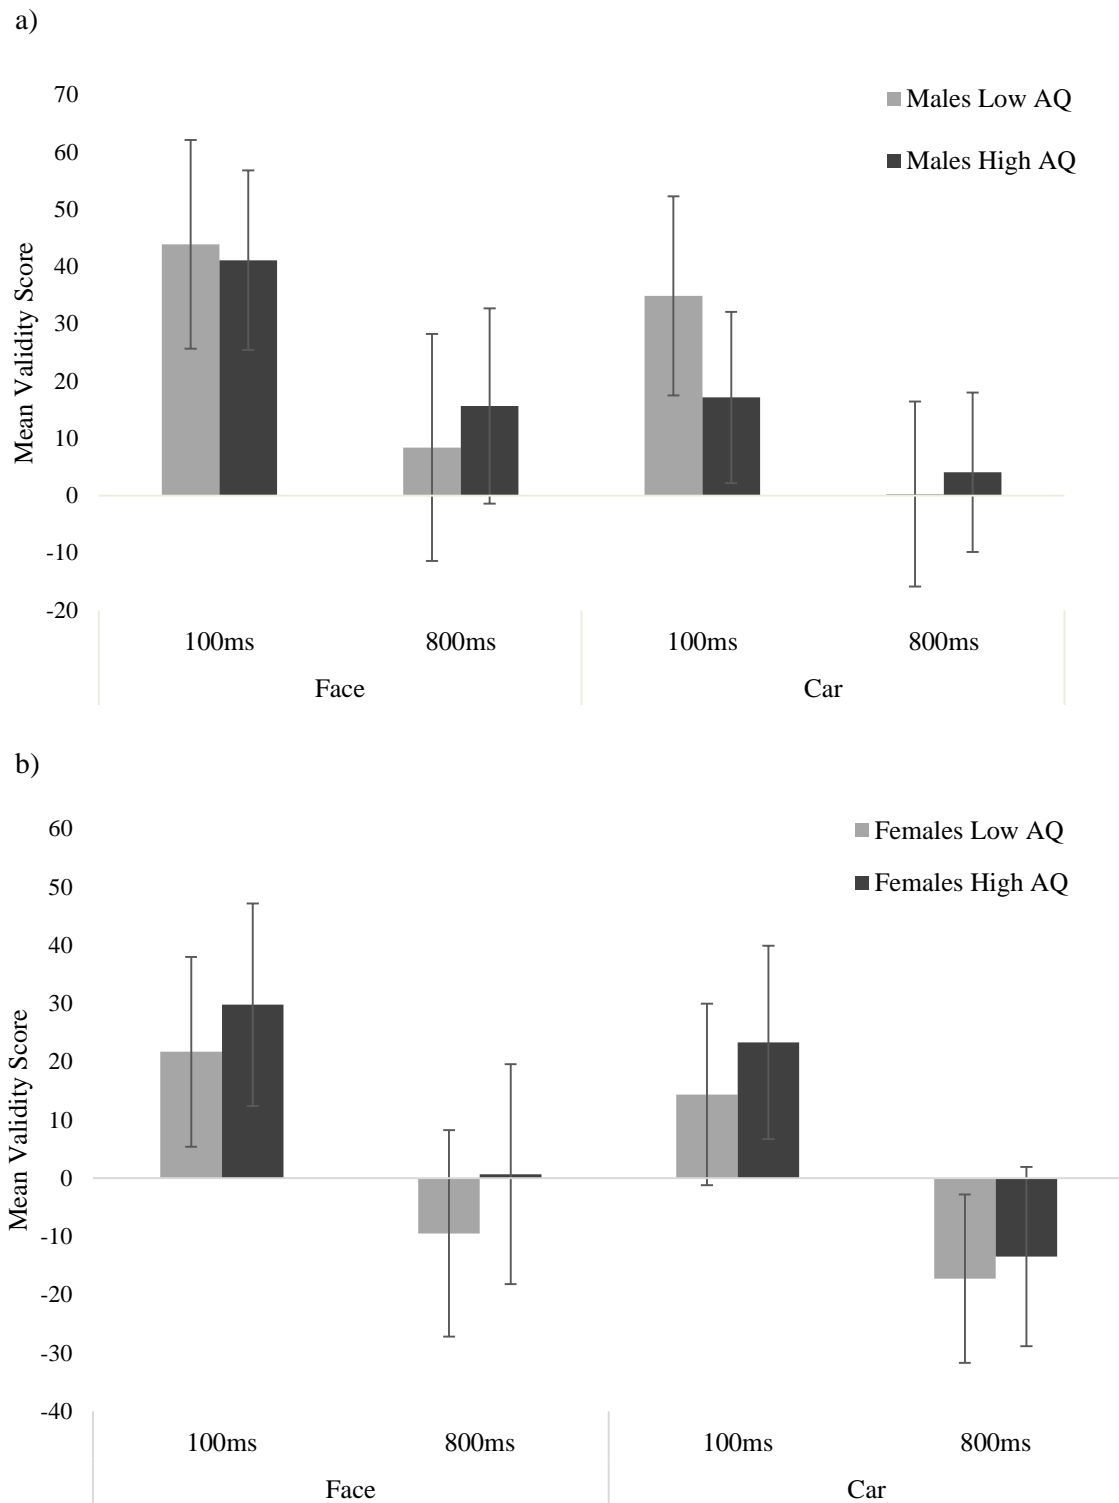 a)
70
60
50
40
30
20
10
0
-10
-20
Mean Validity Score
Males Low AQ
Males High AQ
100ms 800ms 100ms 800ms
Face Car
b)
60
50
40
30
20
10
0
-10
-20
-30
-40
Mean Validity Score
Females Low AQ
Females High AQ
100ms 800ms 100ms 800ms
Face Car